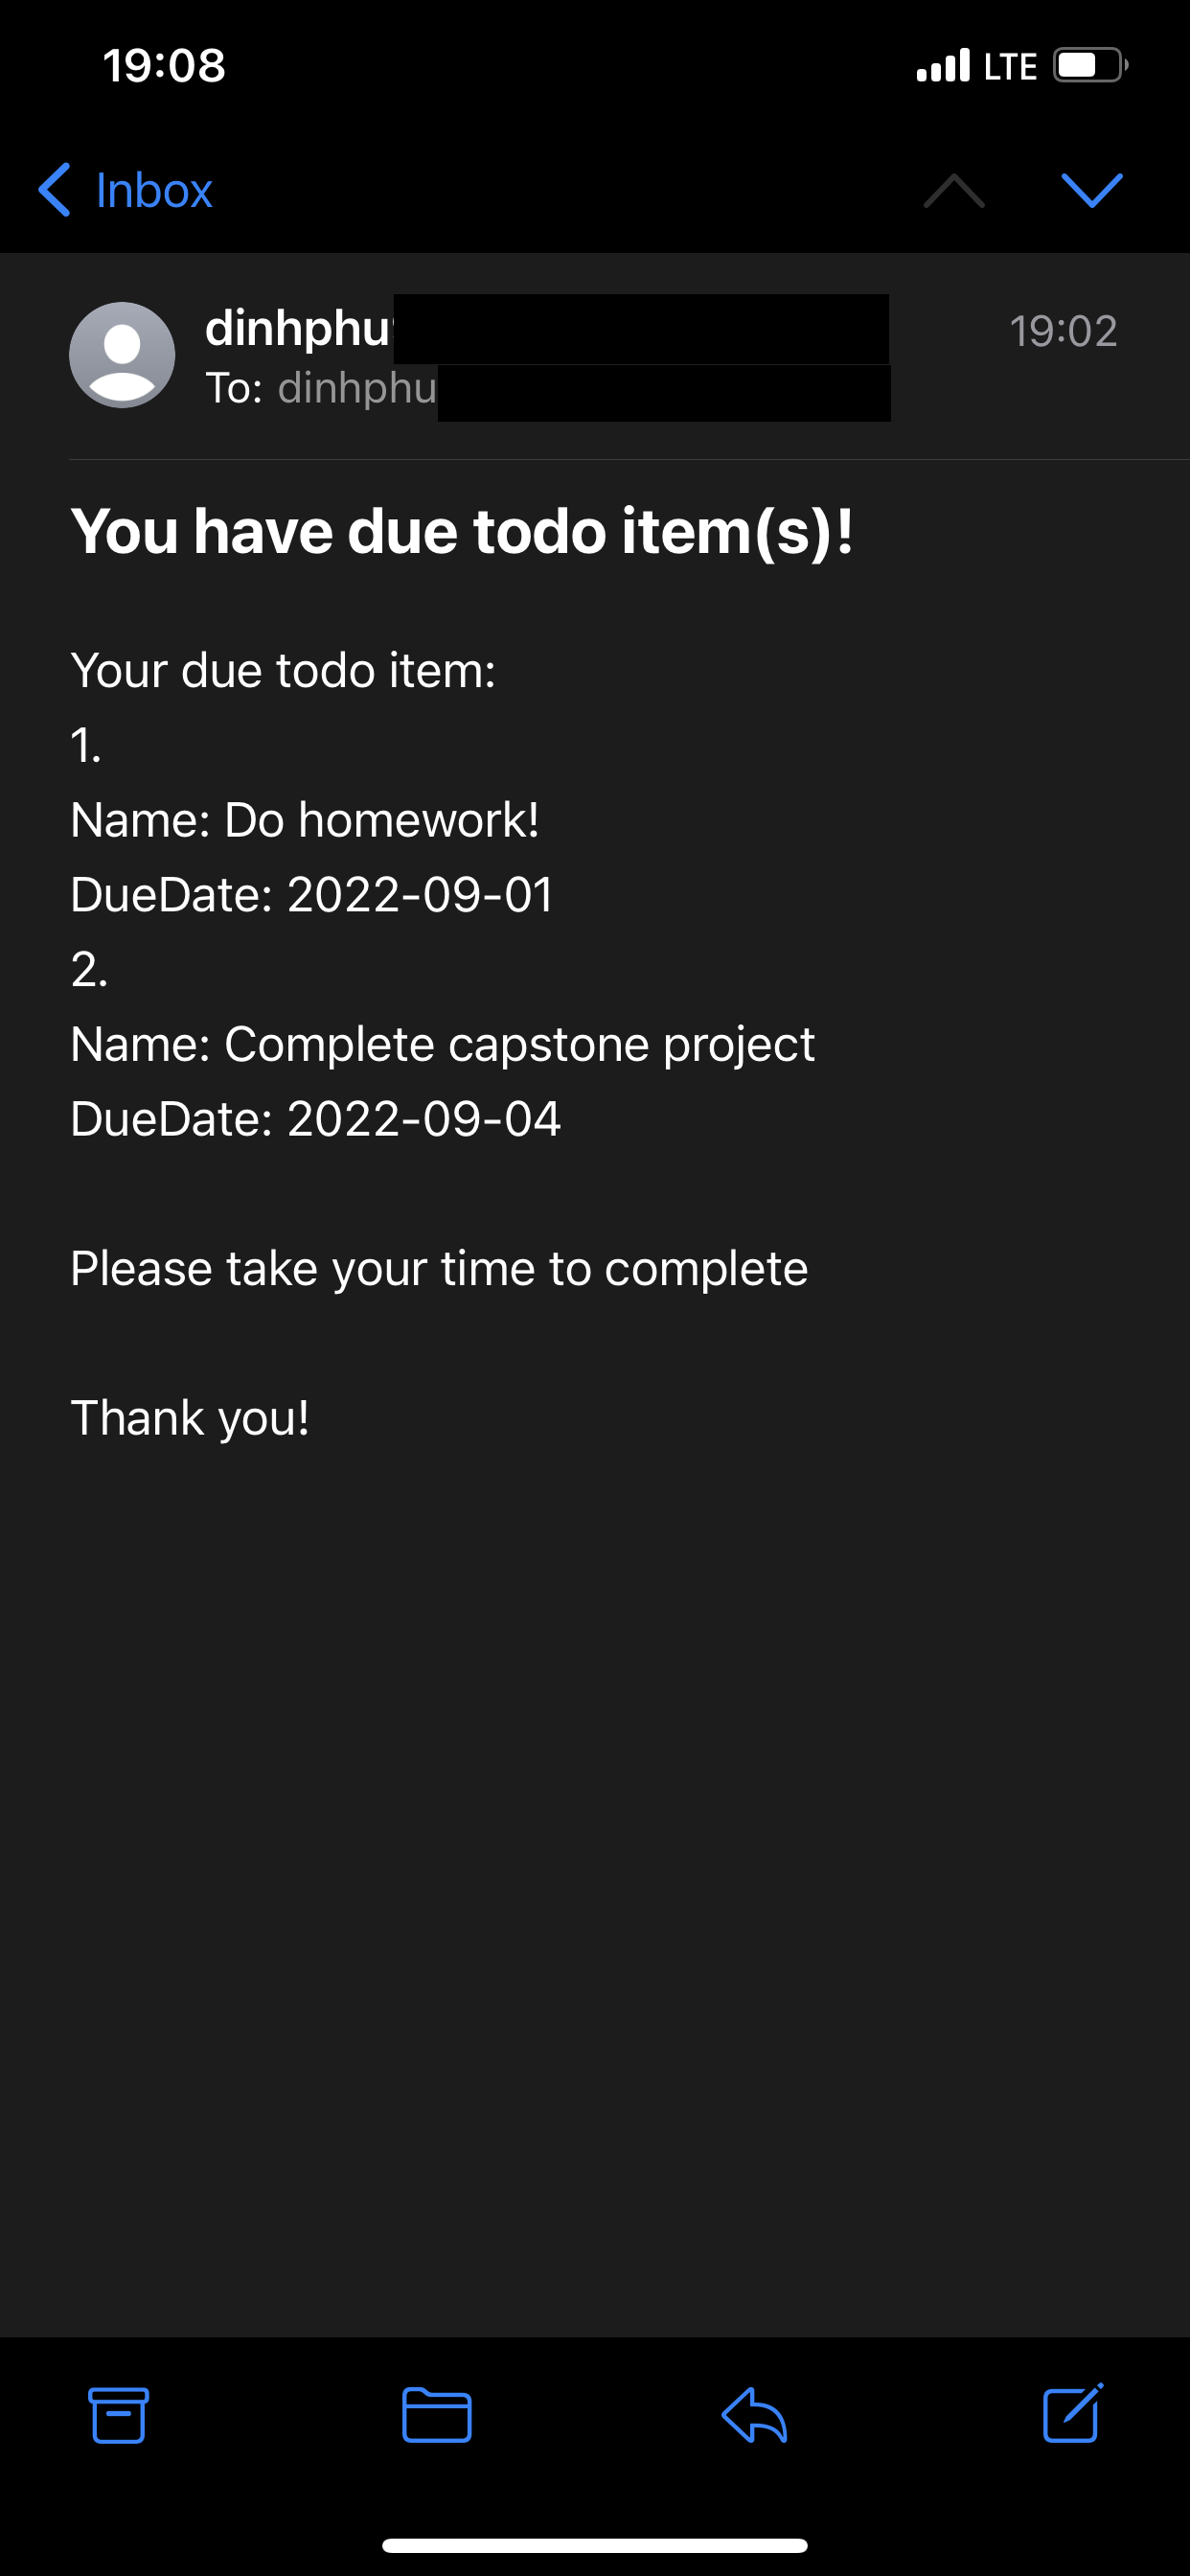 19:08 LTE
Inbox
dinhphu
19:02
To: dinhphu
You have due todo item(s)!
Your due todo item:
1.
Name: Do homework!
DueDate: 2022-09-01
2.
Name: Complete capstone project
DueDate: 2022-09-04
Please take your time to complete
Thank you!